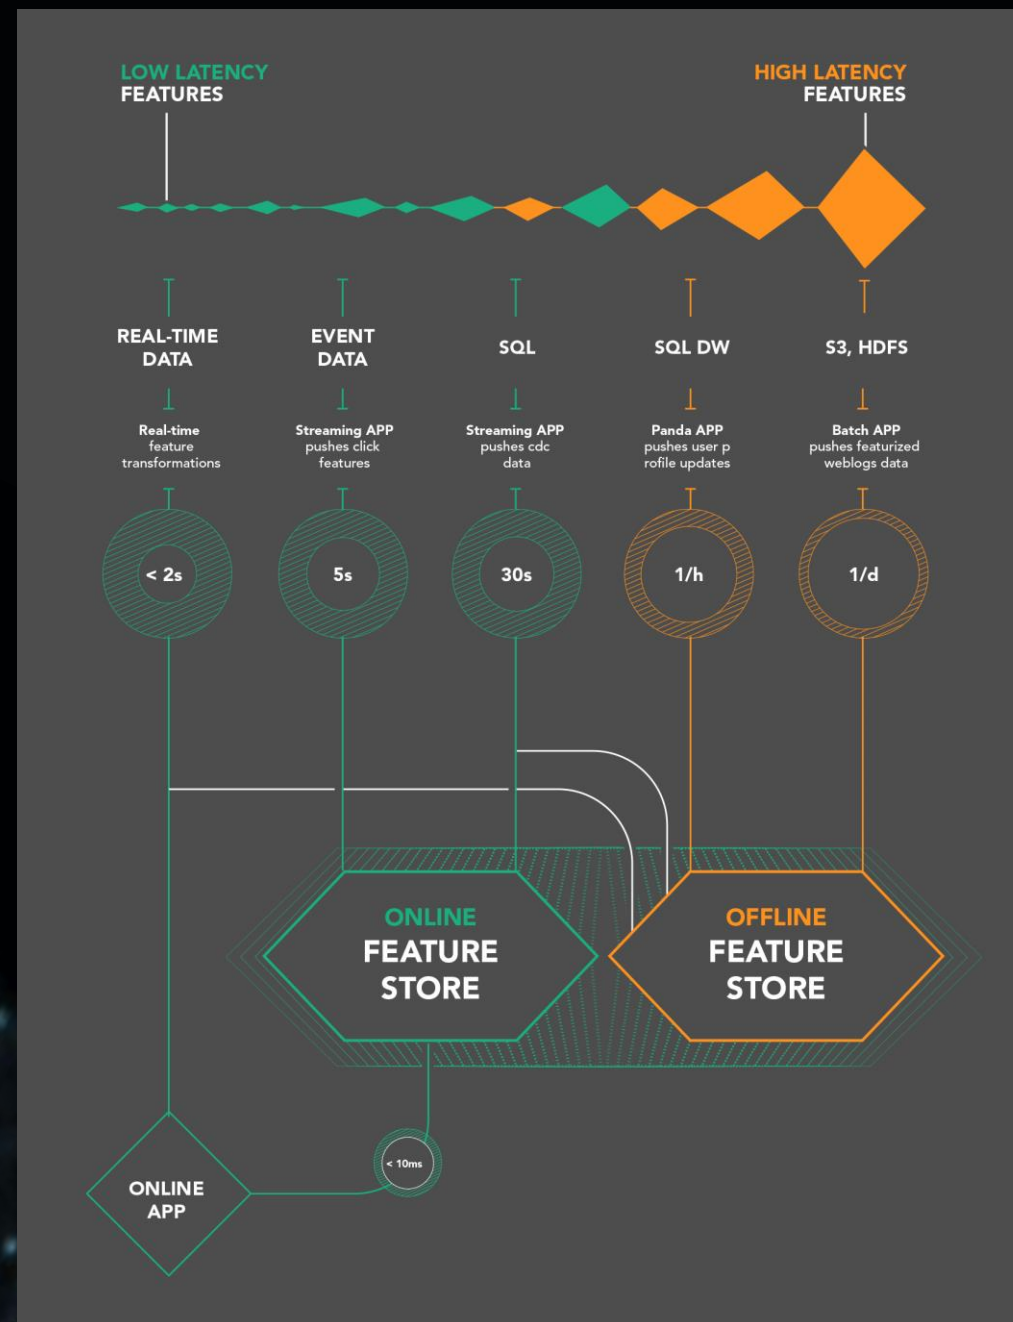 LOW LATENCY
FEATURES
HIGH LATENCY
FEATURES
REAL-TIME
DATA
EVENT
DATA
SQL
SQL DW
S3, HDFS
Real-time
feature
transformations
Streaming APP
pushes click
features
Streaming APP
pushes cdc
data
Panda APP
pushes user p
rofile updates
Batch APP
pushes featurized
weblogs data
< 2s
5s
30s
1/h
1/d
ONLINE
FEATURE
STORE
OFFLINE
FEATURE
STORE
< 10ms
ONLINE
APP